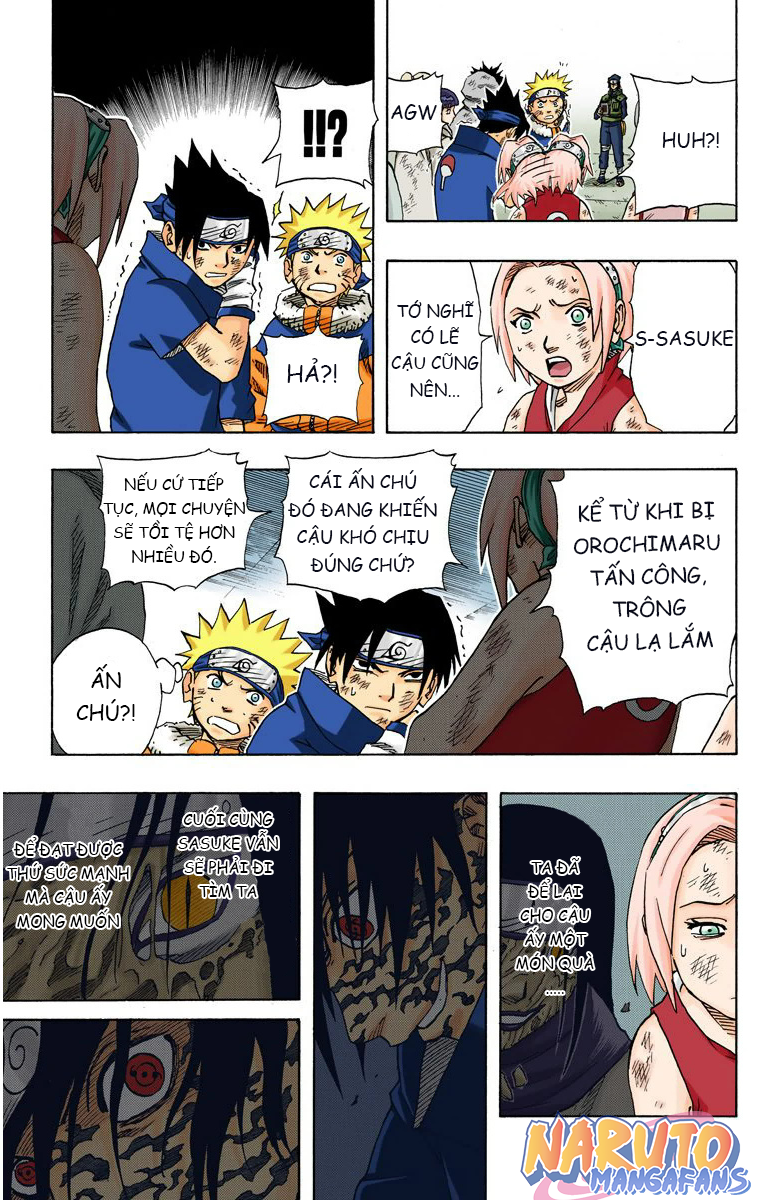 HUH?!
AGW
S-SASUKE
TỚ NGHĨ
CÓ LẼ
CẬU CŨNG
NÊN...
!!?
HẢ?!
KỂ TỪ KHI BỊ
OROCHIMARU
TẤN CÔNG,
TRÔNG
CẬU LẠ LẮM
CÁI ẤN CHÚ
ĐÓ ĐANG KHIẾN
CẬU KHÓ CHỊU
ĐÚNG CHỨ?
NẾU CỨ TIẾP
TỤC, MỌI CHUYỆN
SẼ TỒI TỆ HƠN
NHIỀU ĐÓ.
ẤN
CHÚ?!
TA ĐÃ
ĐỂ LẠI
CHO CẬU
ẤY MỘT
MÓN QUÀ
.....
CUỐI CÙNG
SASUKE VẪN
SẼ PHẢI ĐI
TÌM TA
ĐỂ ĐẠT ĐƯỢC
THỨ SỨC MẠNH
MÀ CẬU ẤY
MONG MUỐN
NARUTO
MANGAFANS